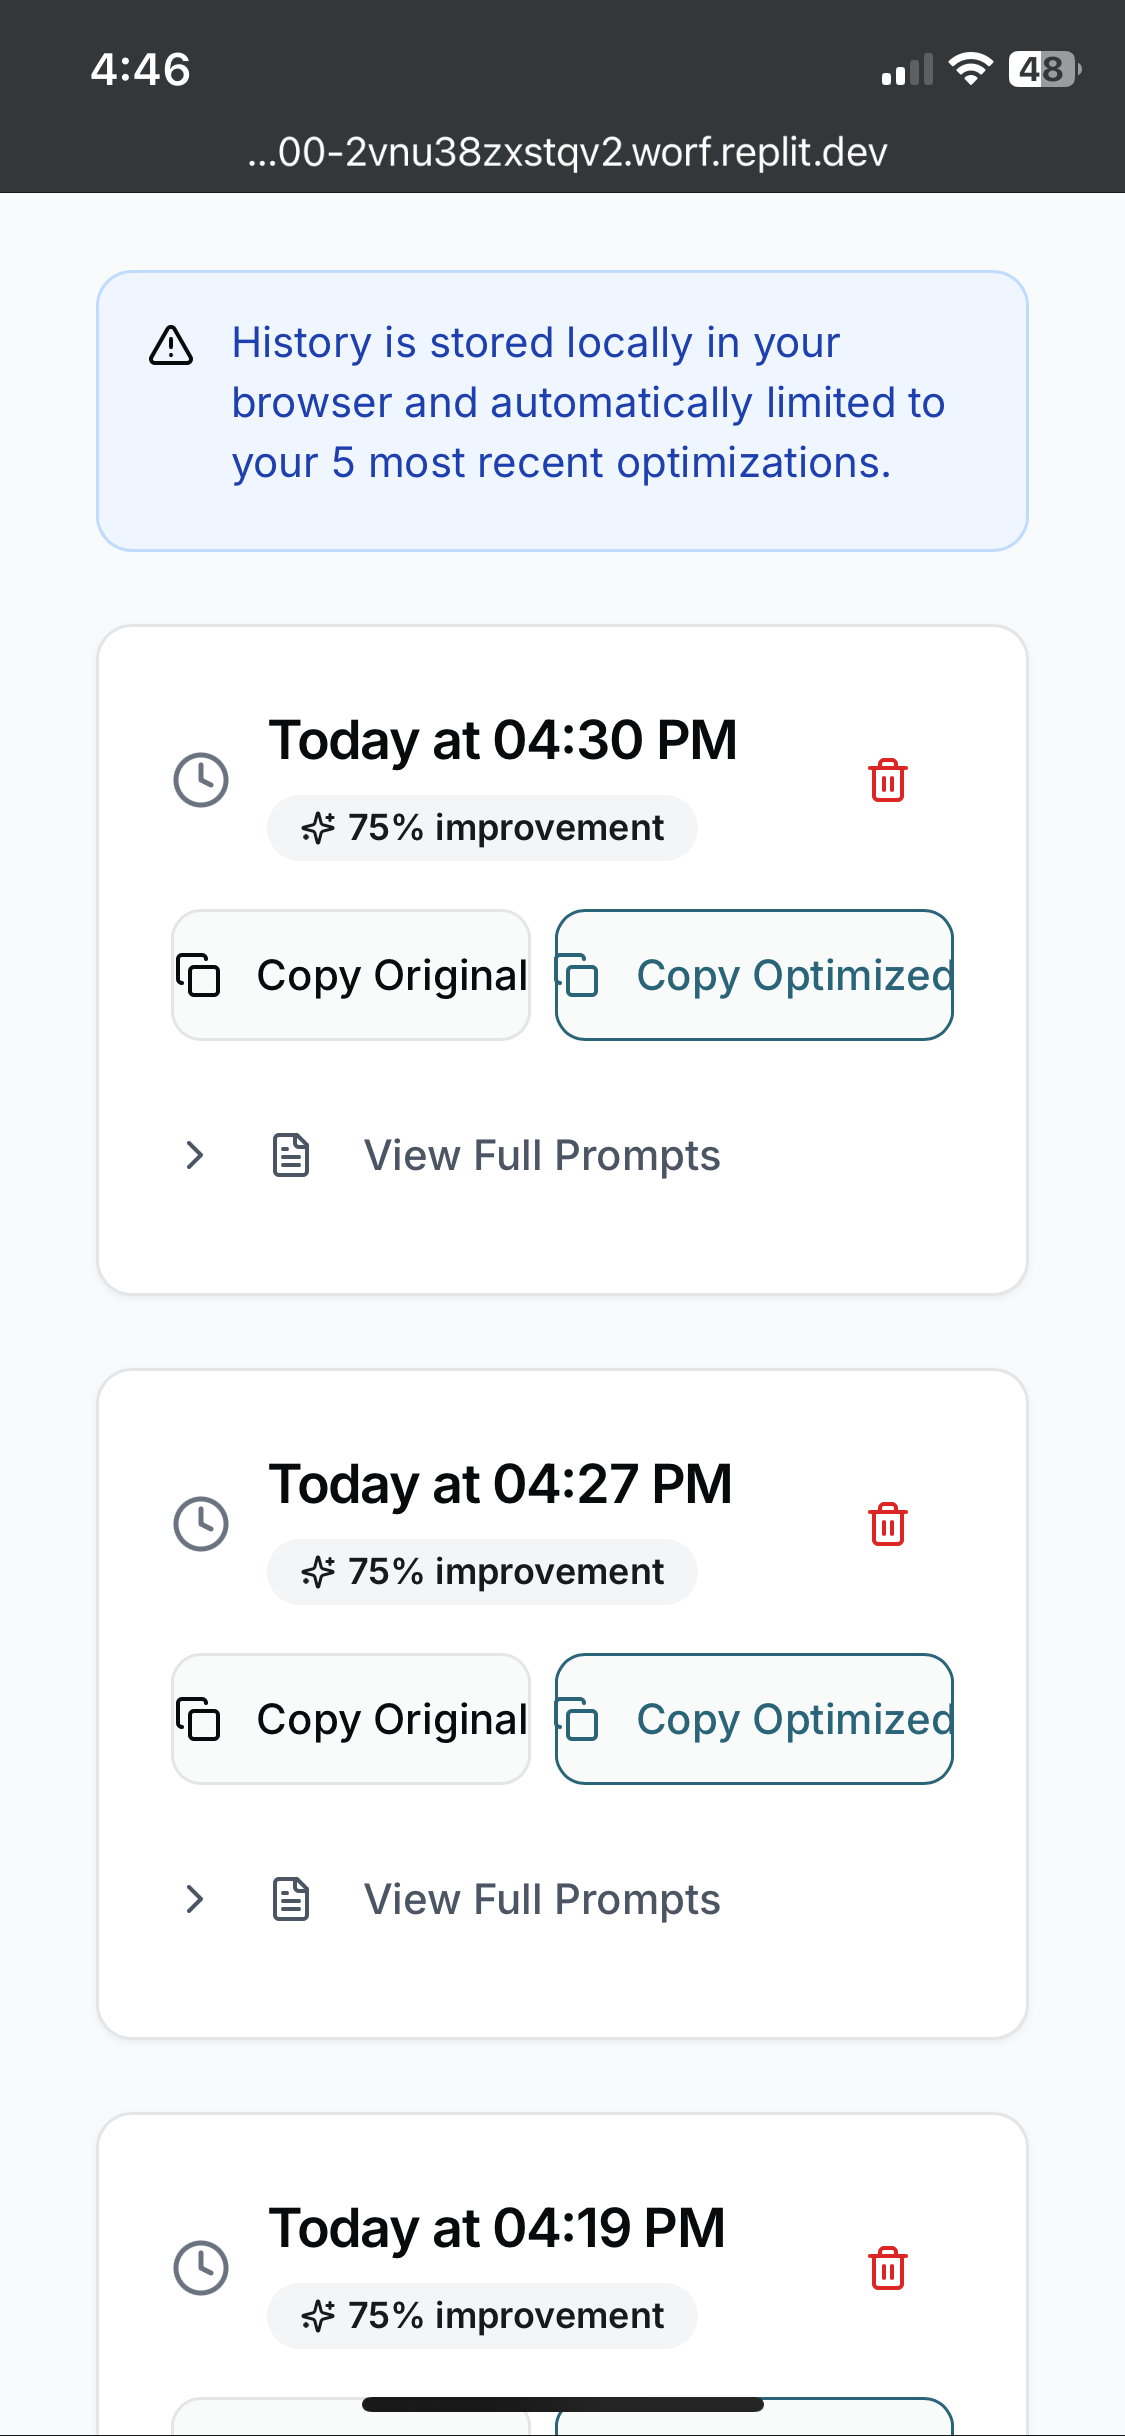 4:46
48
...00-2vnu38zxstqv2.worf.replit.dev
History is stored locally in your
browser and automatically limited to
your 5 most recent optimizations.
Today at 04:30 PM
75% improvement
Copy Original
Copy Optimized
View Full Prompts
Today at 04:27 PM
75% improvement
Copy Original
Copy Optimized
View Full Prompts
Today at 04:19 PM
75% improvement